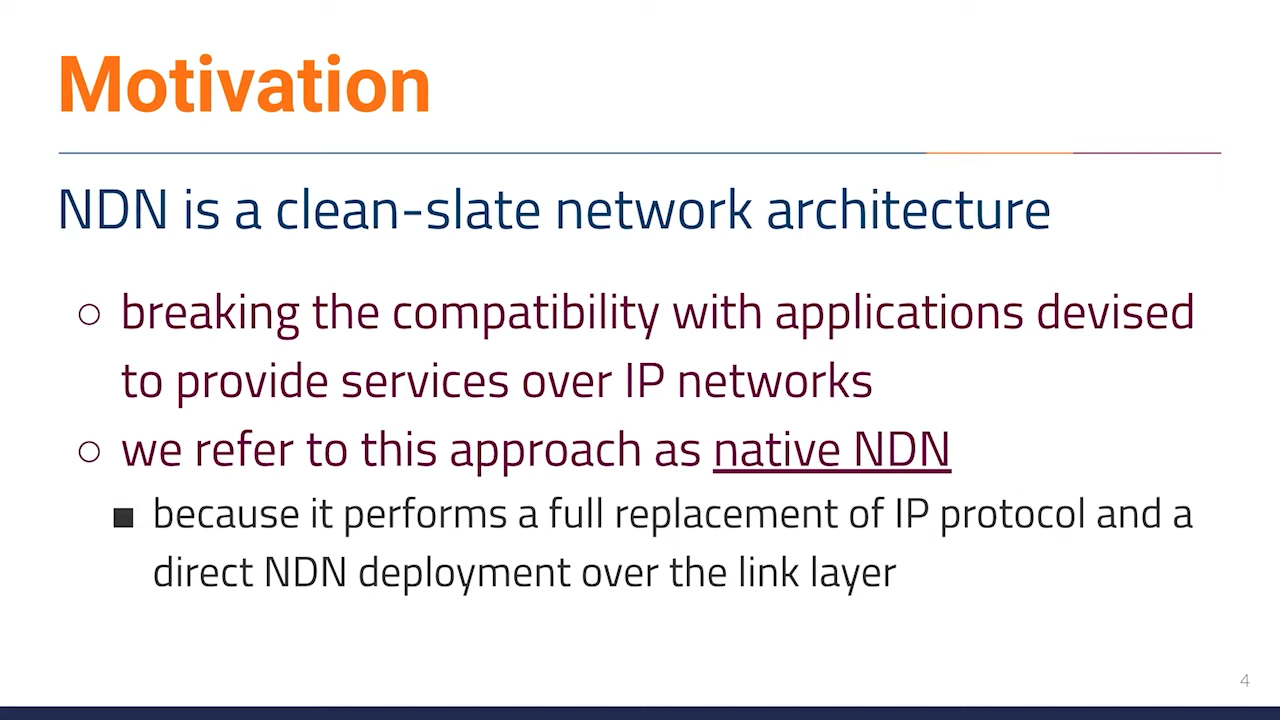 Motivation
NDN is a clean-slate network architecture
○ breaking the compatibility with applications devised
to provide services over IP networks
○ we refer to this approach as native NDN
■ because it performs a full replacement of IP protocol and a
direct NDN deployment over the link layer
4